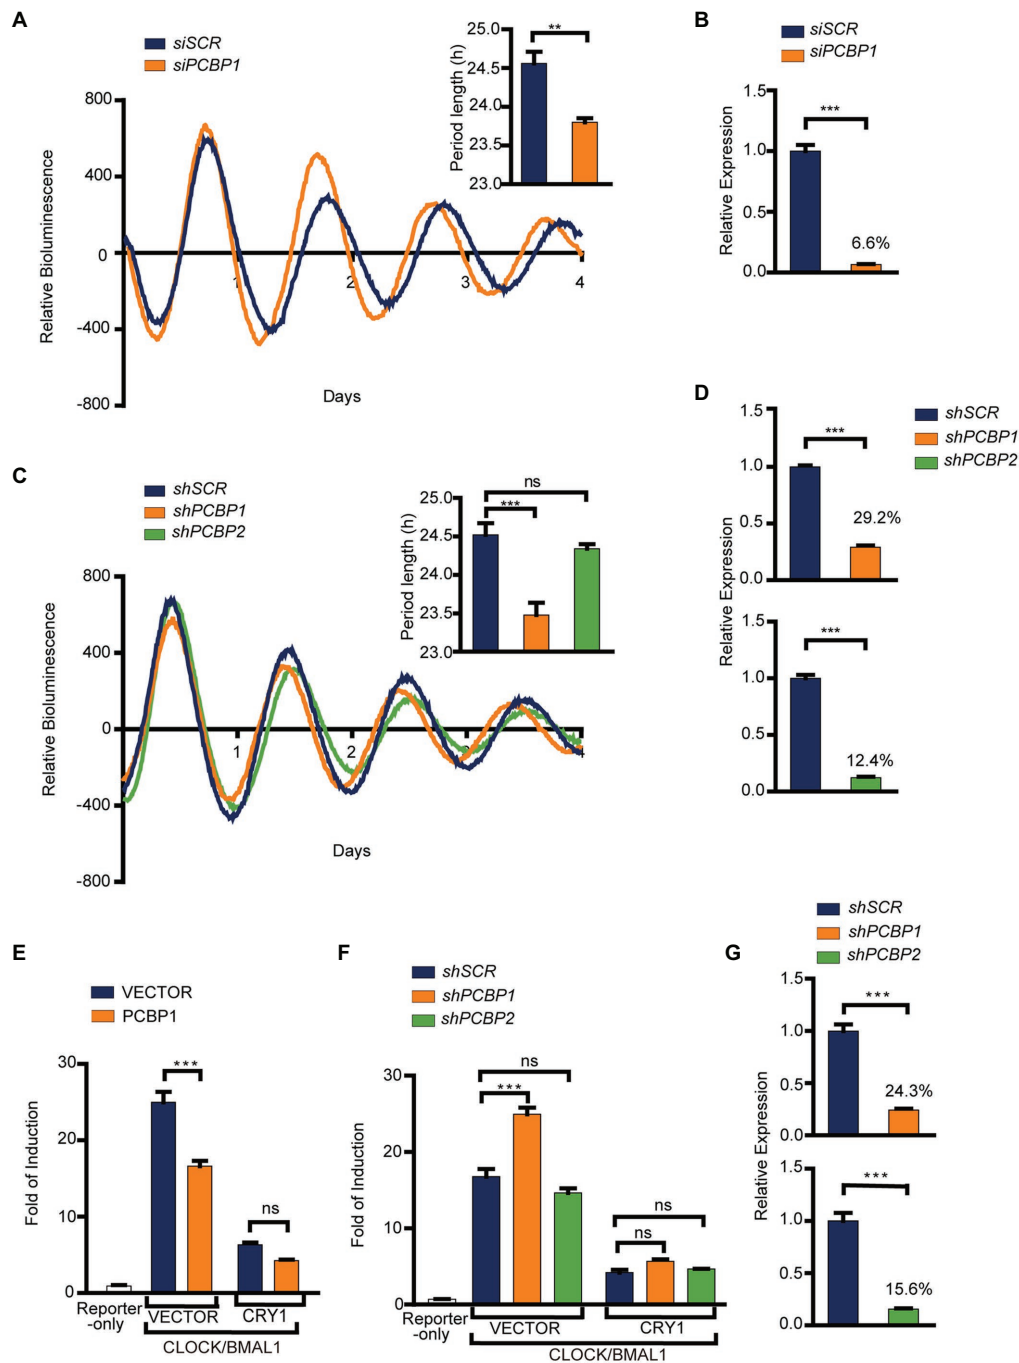 A
siSCR
siPCBP1
Relative Bioluminescence
800
400
0
-400
-800
1
2
3
4
Days
Period length (h)
25.0
24.5
24.0
23.5
23.0
**
B
siSCR
siPCBP1
Relative Expression
1.5
1.0
0.5
0.0
***
6.6%
C
shSCR
shPCBP1
shPCBP2
Relative Bioluminescence
800
400
0
-400
-800
1
2
3
4
Days
Period length (h)
25.0
24.5
24.0
23.5
23.0
ns
***
D
shSCR
shPCBP1
shPCBP2
Relative Expression
1.5
1.0
0.5
0.0
***
29.2%
1.5
1.0
0.5
0.0
***
12.4%
E
VECTOR
PCBP1
Fold of Induction
30
20
10
0
***
ns
Reporter
-only
VECTOR
CRY1
CLOCK/BMAL1
F
shSCR
shPCBP1
shPCBP2
Fold of Induction
30
20
10
0
ns
***
ns
ns
Reporter
-only
VECTOR
CRY1
CLOCK/BMAL1
G
shSCR
shPCBP1
shPCBP2
Relative Expression
1.5
1.0
0.5
0.0
***
24.3%
1.5
1.0
0.5
0.0
***
15.6%